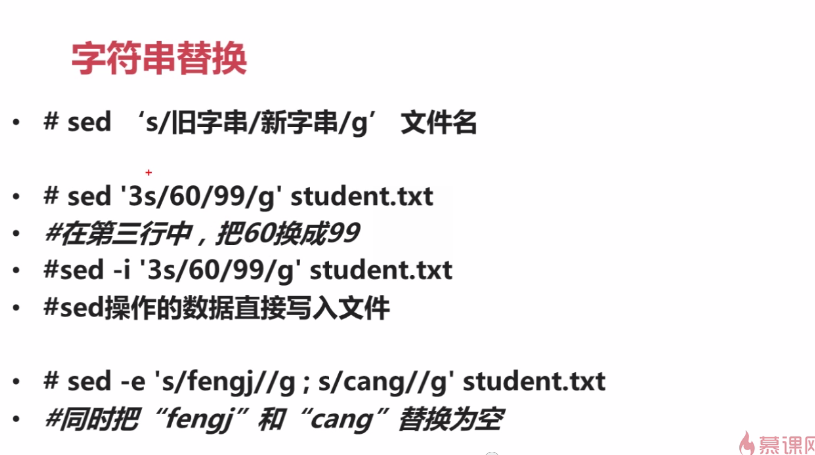 字符串替换
• # sed ‘s/旧字串/新字串/g’ 文件名
• # sed '3s/60/99/g' student.txt
• #在第三行中，把60换成99
• #sed -i '3s/60/99/g' student.txt
• #sed操作的数据直接写入文件
• # sed -e 's/fengj//g ; s/cang//g' student.txt
• #同时把“fengj”和“cang”替换为空
慕课网